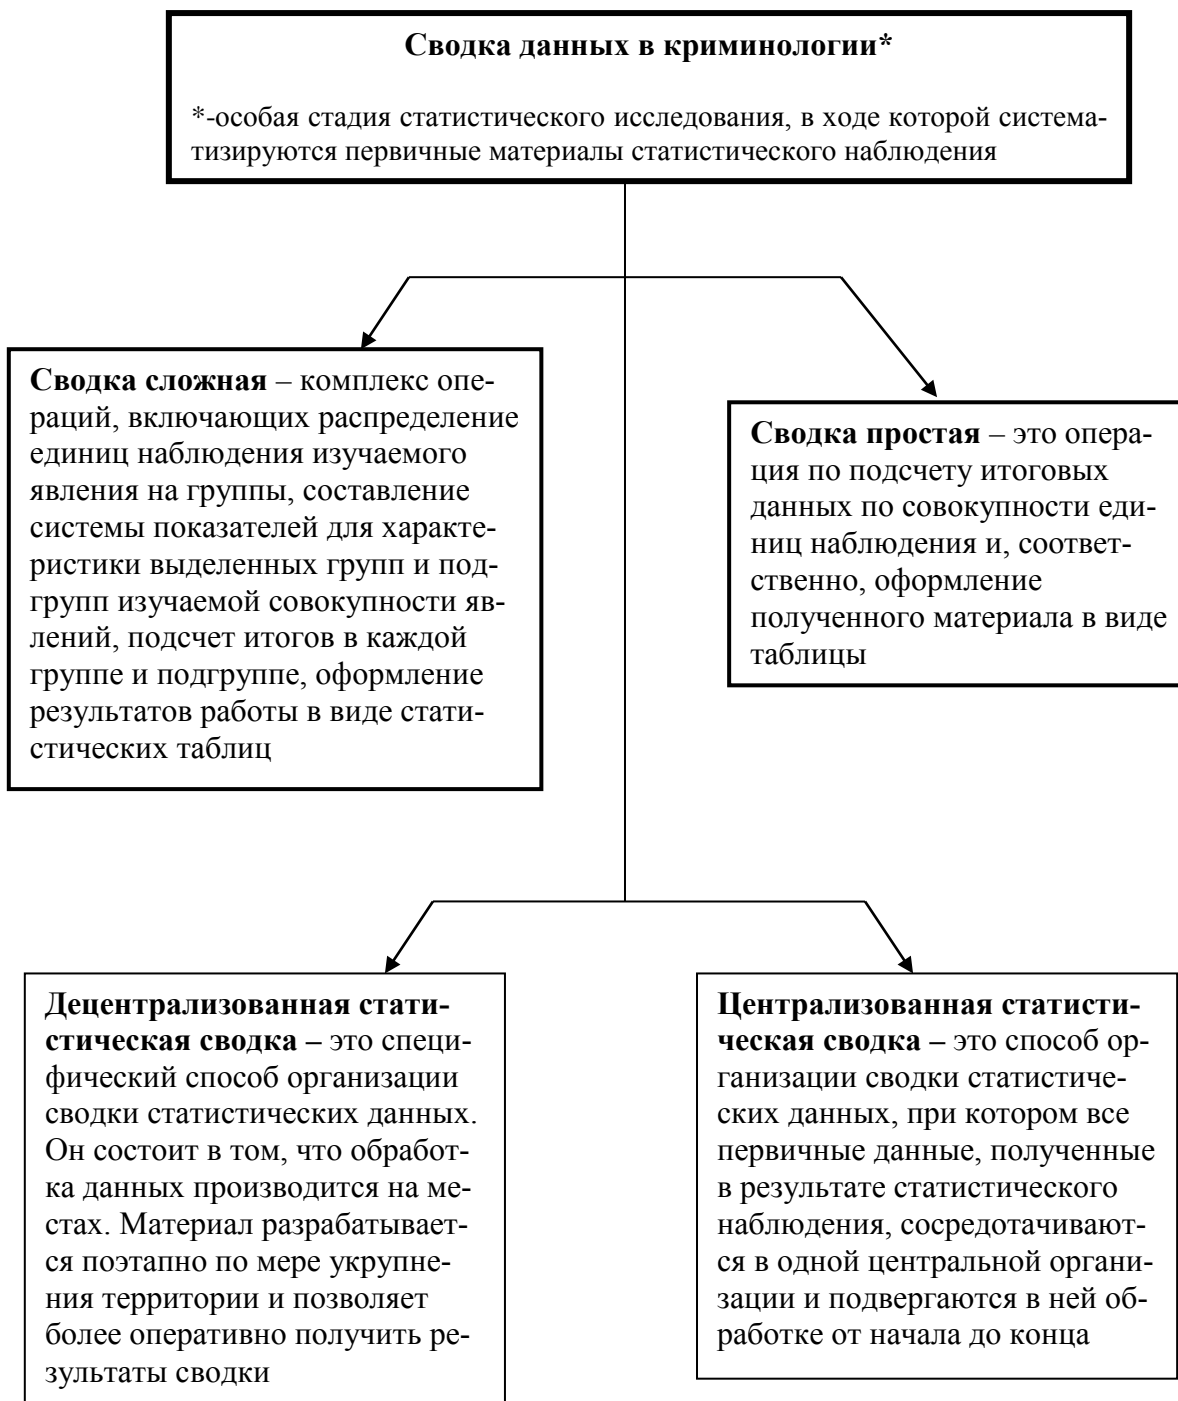 Сводка данных в криминологии*
*-особая стадия статистического исследования, в ходе которой система-
тизируются первичные материалы статистического наблюдения
Сводка сложная – комплекс опе-
раций, включающих распределение
единиц наблюдения изучаемого
явления на группы, составление
системы показателей для характе-
ристики выделенных групп и под-
групп изучаемой совокупности яв-
лений, подсчет итогов в каждой
группе и подгруппе, оформление
результатов работы в виде стати-
стических таблиц
Сводка простая – это опера-
ция по подсчету итоговых
данных по совокупности еди-
ниц наблюдения и, соответ-
ственно, оформление
полученного материала в виде
таблицы
Децентрализованная стати-
стическая сводка – это специ-
фический способ организации
сводки статистических данных.
Он состоит в том, что обработ-
ка данных производится на ме-
стах. Материал разрабатывает-
ся поэтапно по мере укрупне-
ния территории и позволяет
более оперативно получить ре-
зультаты сводки
Централизованная статисти-
ческая сводка – это способ ор-
ганизации сводки статистиче-
ских данных, при котором все
первичные данные, полученные
в результате статистического
наблюдения, сосредотачивают-
ся в одной центральной органи-
зации и подвергаются в ней об-
работке от начала до конца